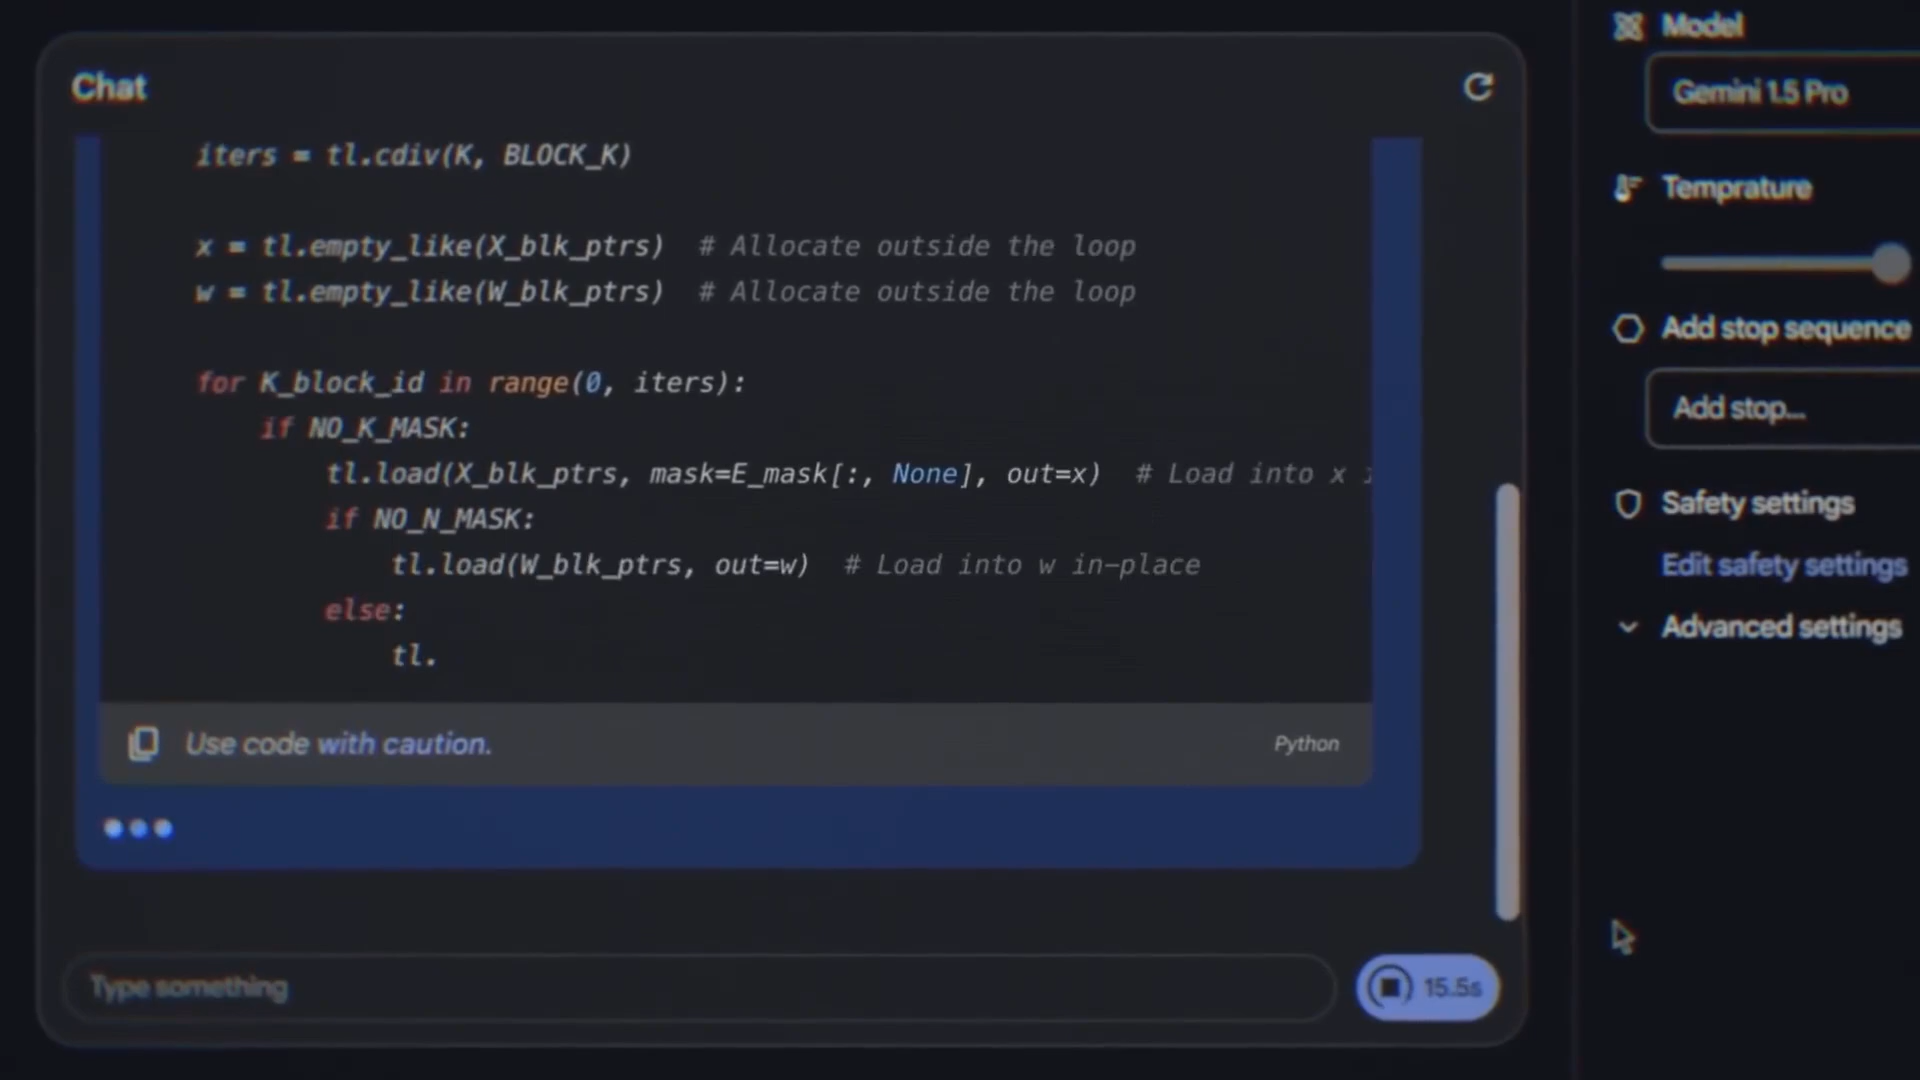 Chat
iters = tl.cdiv(K, BLOCK_K)
x = tl.empty_like(X_blk_ptrs) # Allocate outside the loop
w = tl.empty_like(W_blk_ptrs) # Allocate outside the loop
for K_block_id in range(0, iters):
if NO_K_MASK:
tl.load(X_blk_ptrs, mask=E_mask[:, None], out=x) # Load into x
if NO_N_MASK:
tl.load(W_blk_ptrs, out=w) # Load into w in-place
else:
tl.
Use code with caution.
Python
Type something
15.5s
Model
Gemini 1.5 Pro
Temprature
Add stop sequence
Add stop...
Safety settings
Edit safety settings
Advanced settings